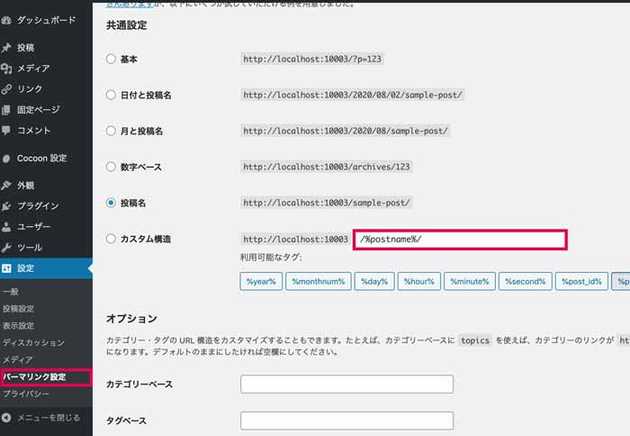 ダッシュボード
投稿
メディア
リンク
固定ページ
コメント
Cocoon 設定
外観
プラグイン
ユーザー
ツール
設定
一般
投稿設定
表示設定
ディスカッション
メディア
パーマリンク設定
プライバシー
メニューを閉じる
共通設定
基本 http://localhost:10003/?p=123
日付と投稿名 http://localhost:10003/2020/08/02/sample-post/
月と投稿名 http://localhost:10003/2020/08/sample-post/
数字ベース http://localhost:10003/archives/123
投稿名 http://localhost:10003/sample-post/
カスタム構造 http://localhost:10003 /%postname%/
利用可能なタグ:
%year% %monthnum% %day% %hour% %minute% %second% %post_id% %p
オプション
カテゴリー・タグの URL 構造をカスタマイズすることもできます。たとえば、カテゴリーベースに topics を使えば、カテゴリーのリンクが ht
になります。デフォルトのままにしたければ空欄にしてください。
カテゴリーベース
タグベース